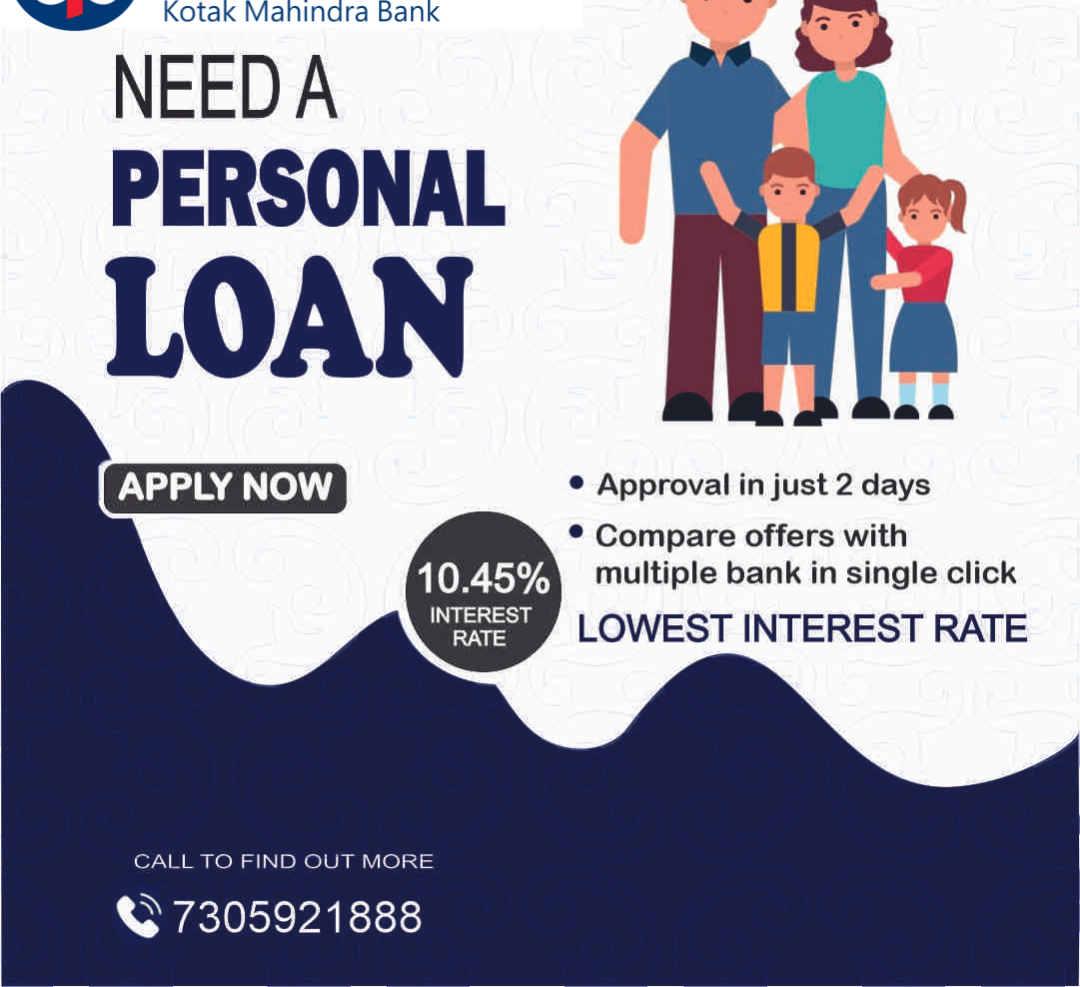 Kotak Mahindra Bank
NEED A
PERSONAL
LOAN
APPLY NOW
• Approval in just 2 days
• Compare offers with
multiple bank in single click
10.45%
INTEREST
RATE
LOWEST INTEREST RATE
CALL TO FIND OUT MORE
7305921888